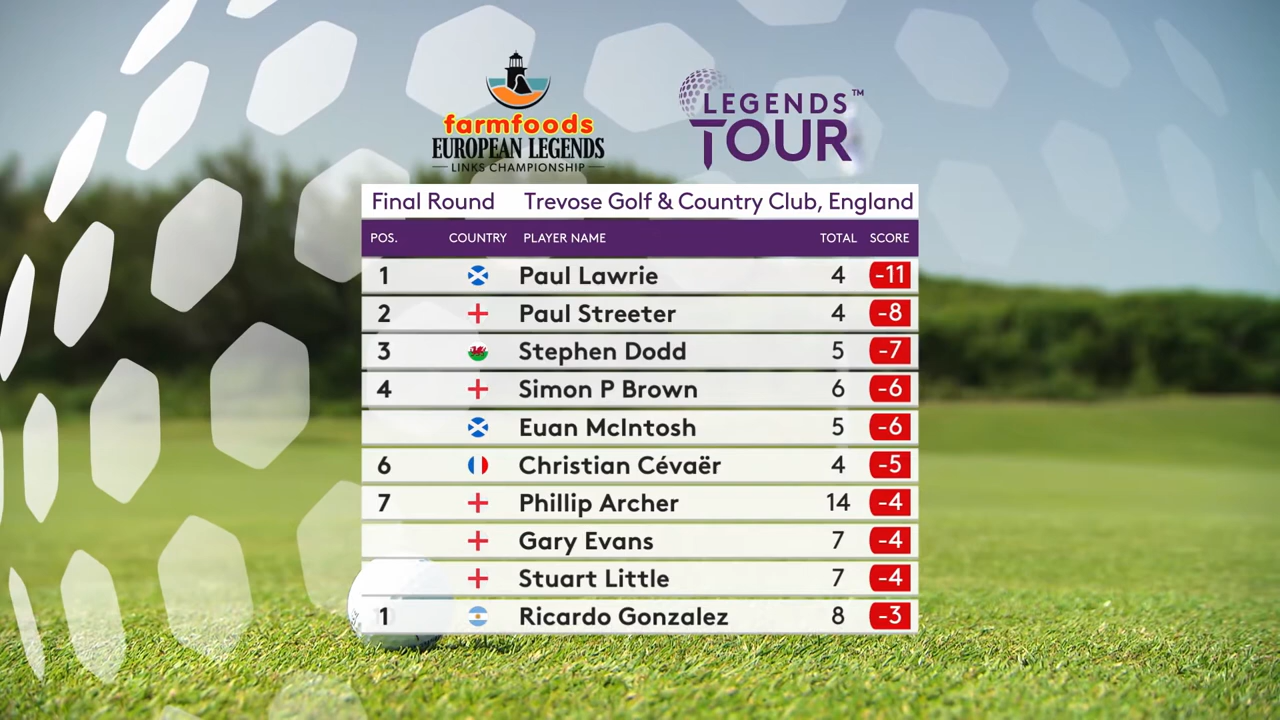 farmfoods
EUROPEAN LEGENDS
LINKS CHAMPIONSHIP
LEGENDS™
TOUR
Final Round Trevose Golf & Country Club, England
POS. COUNTRY PLAYER NAME TOTAL SCORE
1 Paul Lawrie 4 -11
2 Paul Streeter 4 -8
3 Stephen Dodd 5 -7
4 Simon P Brown 6 -6
Euan McIntosh 5 -6
6 Christian Cévaër 4 -5
7 Phillip Archer 14 -4
Gary Evans 7 -4
Stuart Little 7 -4
1 Ricardo Gonzalez 8 -3